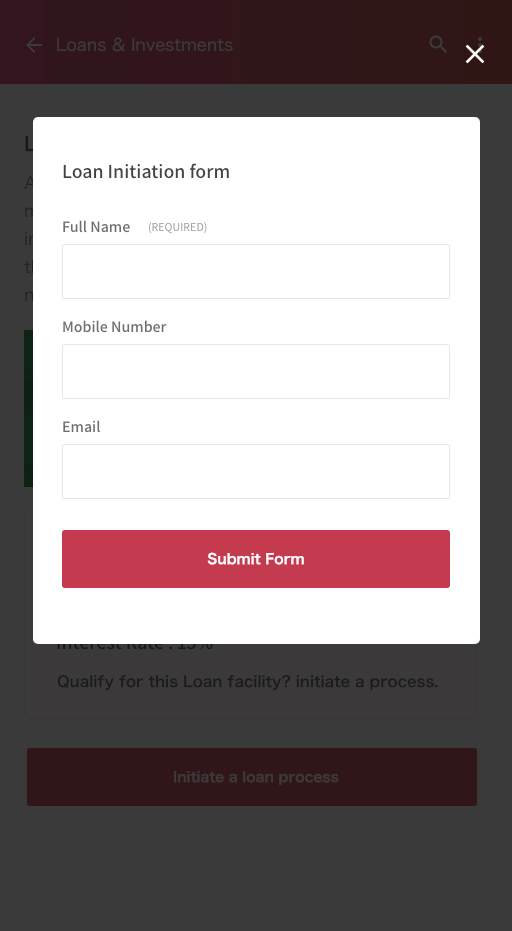 Loans & Investments
Loan Initiation form
Full Name (REQUIRED)
Mobile Number
Email
Submit Form
Interest Rate : 15%
Qualify for this Loan facility? initiate a process.
Initiate a loan process